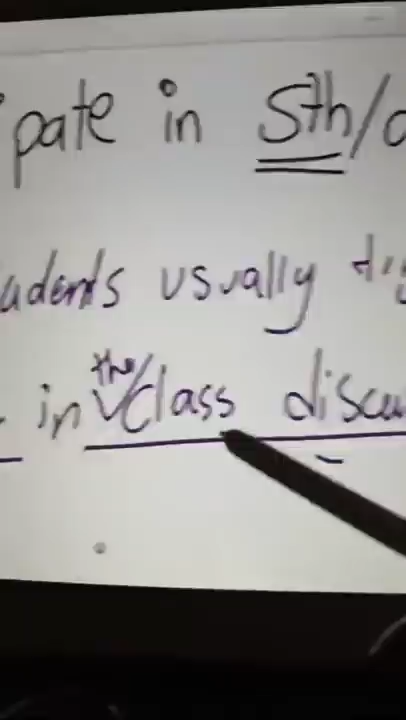 pate in Sth/
udents usually
the
in class discu